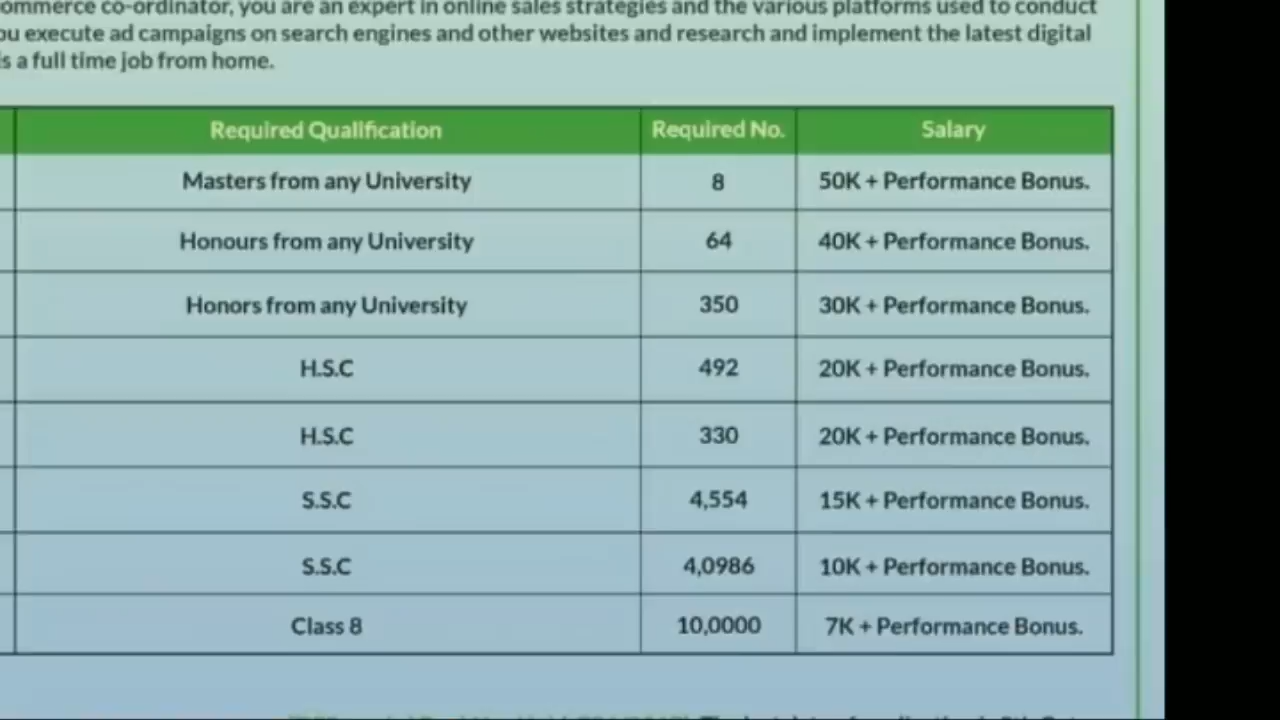 ommerce co-ordinator, you are an expert in online sales strategies and the various platforms used to conduct
ou execute ad campaigns on search engines and other websites and research and implement the latest digital
is a full time job from home.
Required Qualification Required No. Salary
Masters from any University 8 50K + Performance Bonus.
Honours from any University 64 40K + Performance Bonus.
Honors from any University 350 30K + Performance Bonus.
H.S.C 492 20K + Performance Bonus.
H.S.C 330 20K + Performance Bonus.
S.S.C 4,554 15K + Performance Bonus.
S.S.C 4,0986 10K + Performance Bonus.
Class 8 10,0000 7K + Performance Bonus.